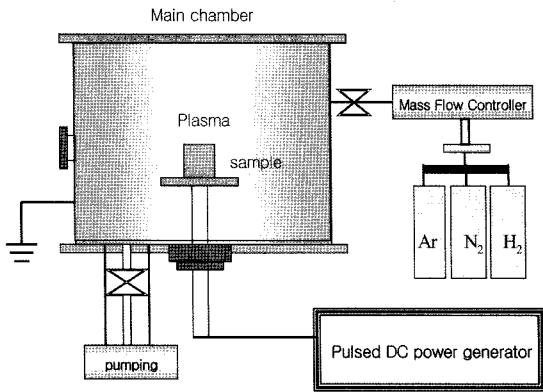 Main chamber
Mass Flow Controller
Plasma
sample
Ar
N₂
H₂
Pulsed DC power generator
pumping